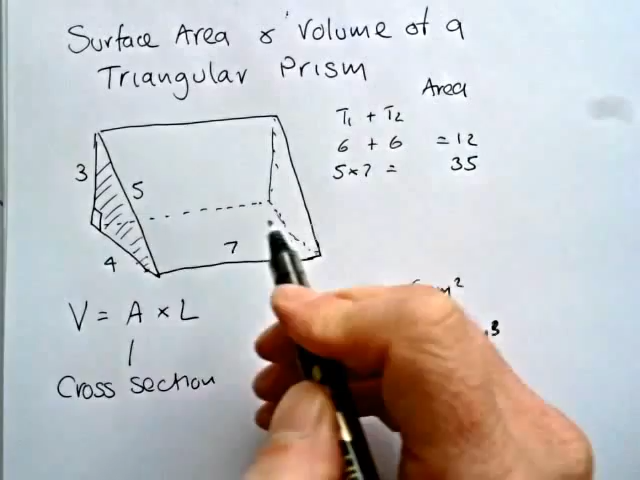 Surface Area & Volume of a
Triangular Prism
Area
T1 + T2
6 + 6 = 12
5×7 = 35
3
5
4
7
V = A × L
Cross section